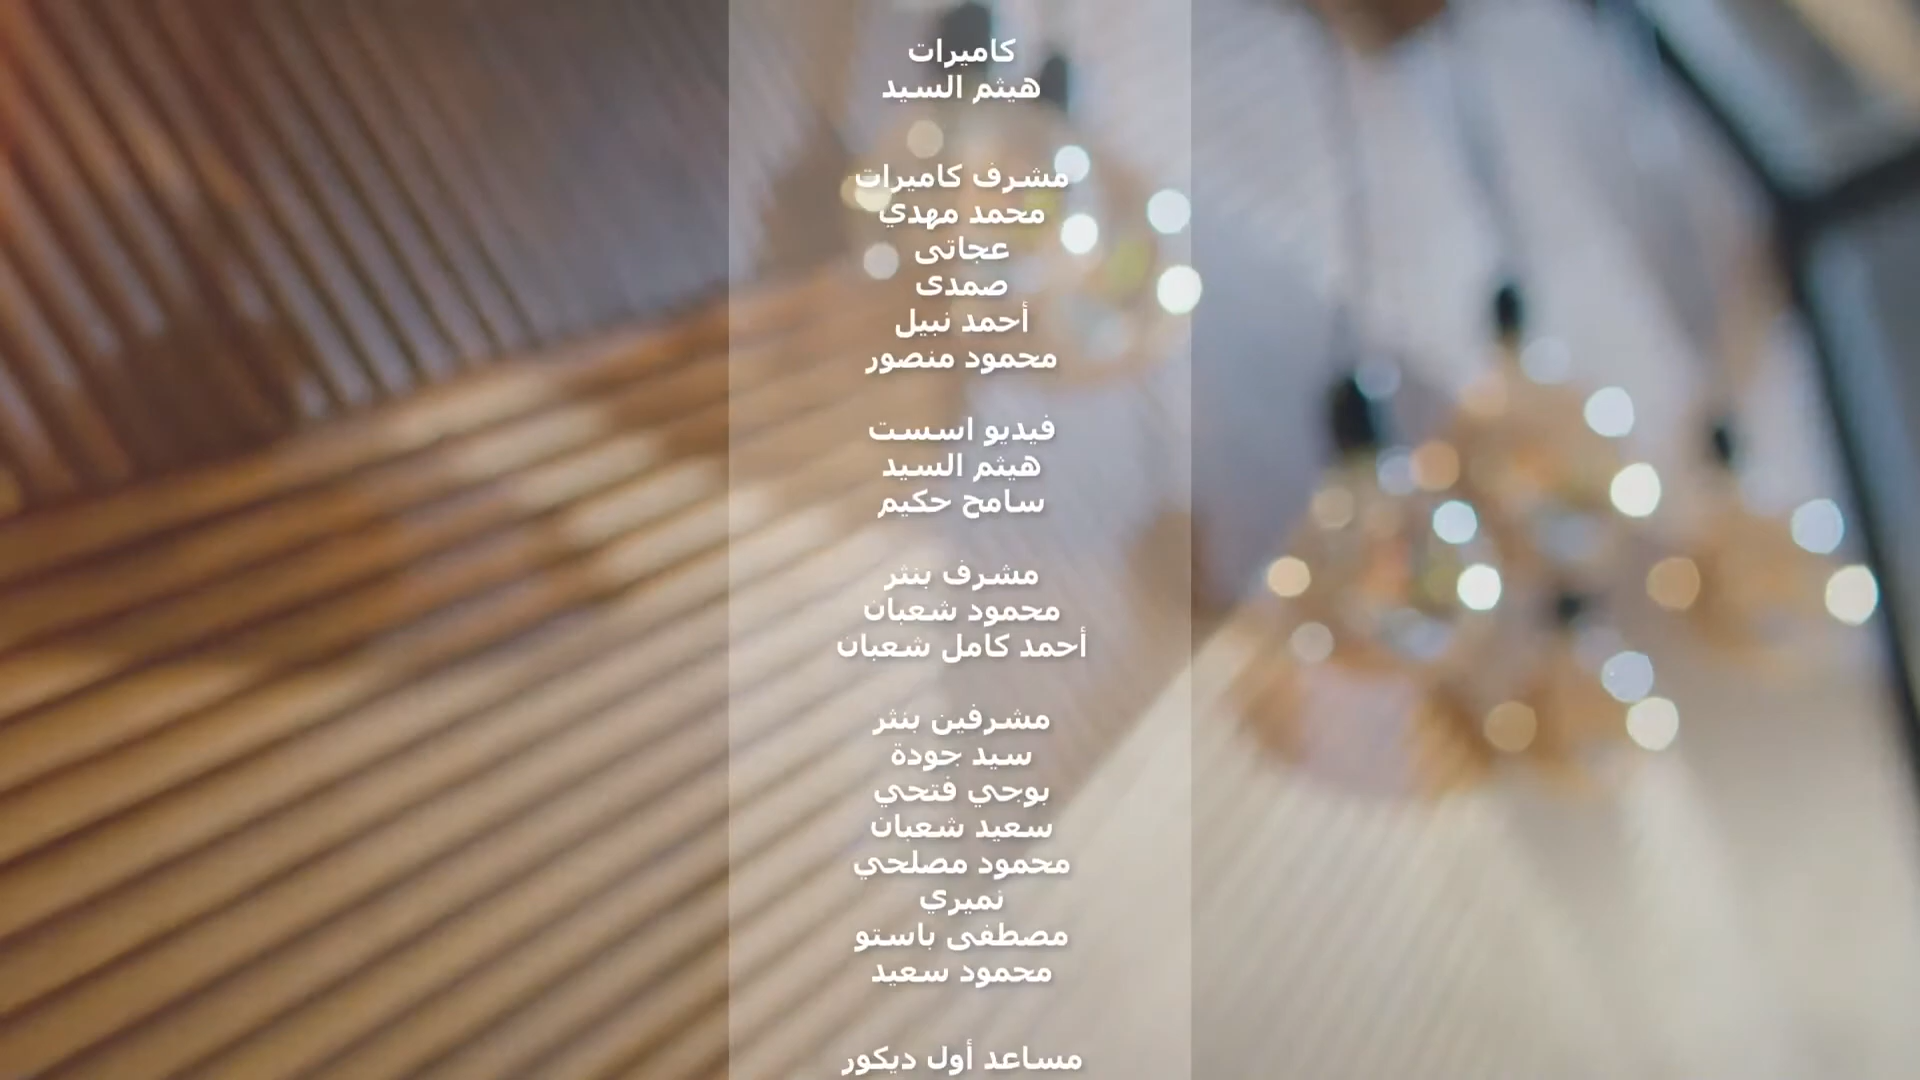 كاميرات
هيثم السيد
مشرف كاميرات
محمد مهدي
عجاتى
صمدى
أحمد نبيل
محمود منصور
فيديو اسست
هيثم السيد
سامح حكيم
مشرف بنثر
محمود شعبان
أحمد كامل شعبان
مشرفين بنثر
سيد جودة
بوجي فتحي
سعيد شعبان
محمود مصلحي
نميري
مصطفى باستو
محمود سعيد
مساعد أول ديكور